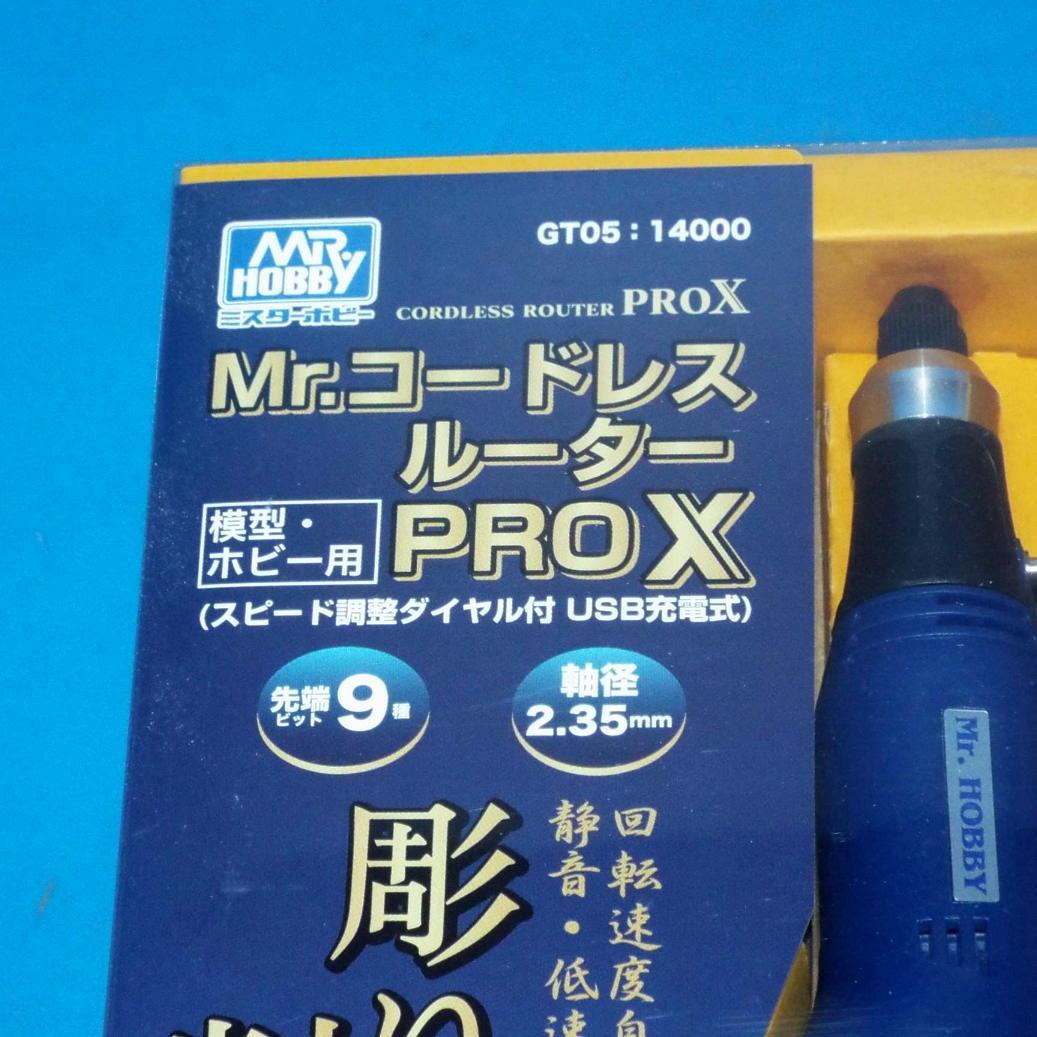 MR. HOBBY
ミスターホビー
GT05：14000
CORDLESS ROUTER PROX
Mr.コードレス
ルーター
PROX
模型・
ホビー用
(スピード調整ダイヤル付 USB充電式)
先端
ビット
9種
軸径
2.35mm
彫
回転速度自
静音・低速
Mr. HOBBY